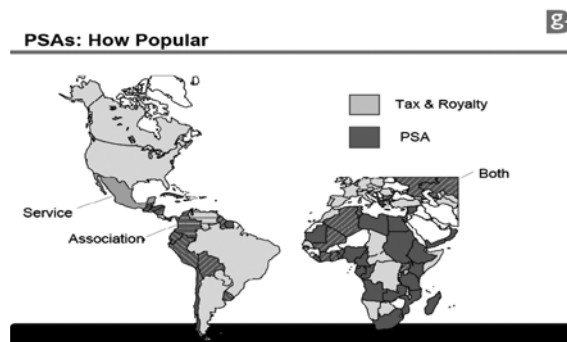 g
PSAs: How Popular
Tax & Royalty
PSA
Both
Service
Association